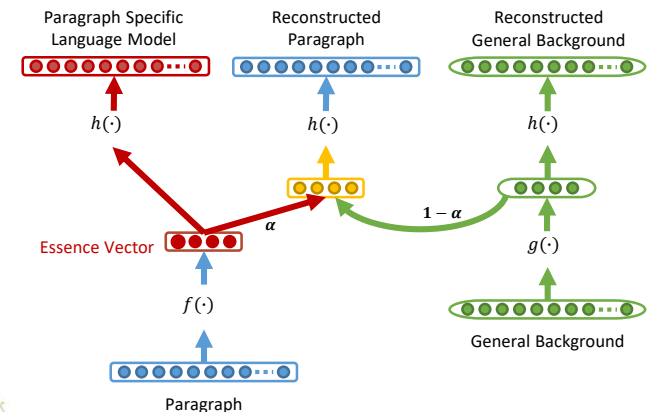 Paragraph Specific
Language Model
Reconstructed
Paragraph
Reconstructed
General Background
h(·)
h(·)
h(·)
α
1 − α
Essence Vector
g(·)
f(·)
General Background
Paragraph